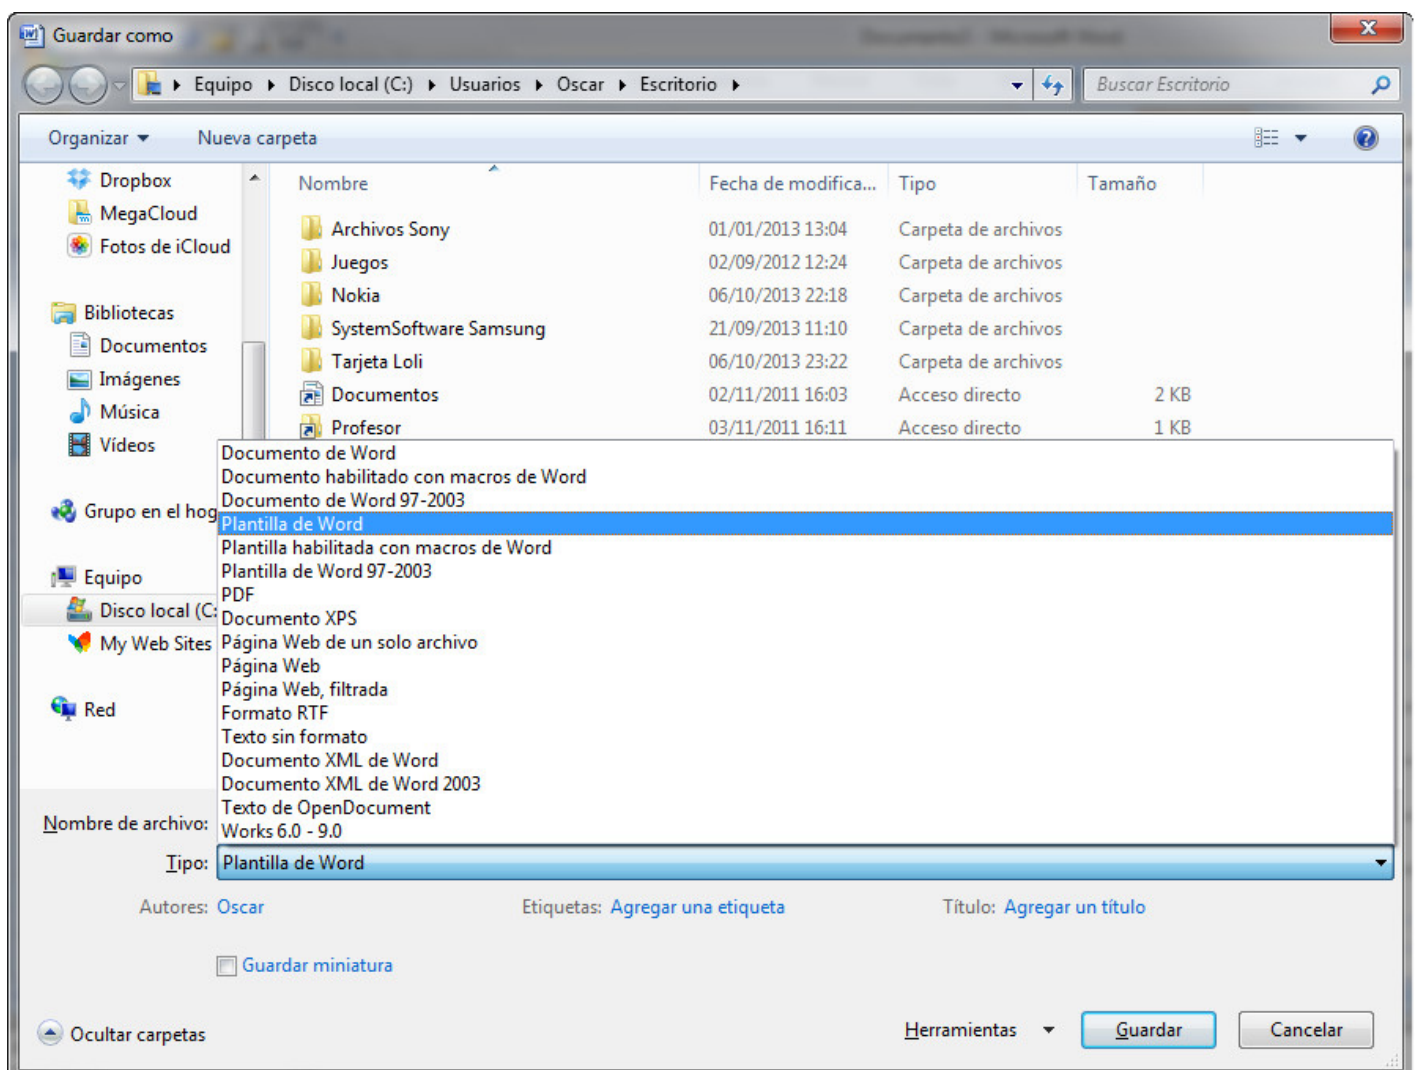 Guardar como
Equipo Disco local (C:) Usuarios Oscar Escritorio Buscar Escritorio
Organizar Nueva carpeta
Nombre Fecha de modifica... Tipo Tamaño
Dropbox
MegaCloud
Fotos de iCloud
Bibliotecas
Documentos
Imágenes
Música
Vídeos
Grupo en el hog
Equipo
Disco local (C:
My Web Sites
Red
Archivos Sony 01/01/2013 13:04 Carpeta de archivos
Juegos 02/09/2012 12:24 Carpeta de archivos
Nokia 06/10/2013 22:18 Carpeta de archivos
SystemSoftware Samsung 21/09/2013 11:10 Carpeta de archivos
Tarjeta Loli 06/10/2013 23:22 Carpeta de archivos
Documentos 02/11/2011 16:03 Acceso directo 2 KB
Profesor 03/11/2011 16:11 Acceso directo 1 KB
Documento de Word
Documento habilitado con macros de Word
Documento de Word 97-2003
Plantilla de Word
Plantilla habilitada con macros de Word
Plantilla de Word 97-2003
PDF
Documento XPS
Página Web de un solo archivo
Página Web
Página Web, filtrada
Formato RTF
Texto sin formato
Documento XML de Word
Documento XML de Word 2003
Texto de OpenDocument
Works 6.0 - 9.0
Nombre de archivo:
Tipo: Plantilla de Word
Autores: Oscar Etiquetas: Agregar una etiqueta Título: Agregar un título
Guardar miniatura
Ocultar carpetas Herramientas Guardar Cancelar